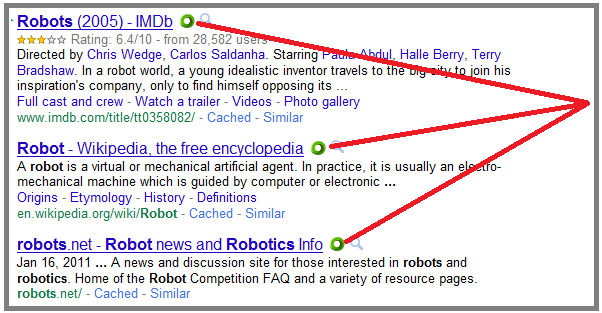 Robots (2005) - IMDb
Rating: 6.4/10 - from 28,582 users
Directed by Chris Wedge, Carlos Saldanha. Starring Paula Abdul, Halle Berry, Terry
Bradshaw. In a robot world, a young idealistic inventor travels to the big city to join his
inspiration's company, only to find himself opposing its ...
Full cast and crew - Watch a trailer - Videos - Photo gallery
www.imdb.com/title/tt0358082/ - Cached - Similar
Robot - Wikipedia, the free encyclopedia
A robot is a virtual or mechanical artificial agent. In practice, it is usually an electro-
mechanical machine which is guided by computer or electronic ...
Origins - Etymology - History - Definitions
en.wikipedia.org/wiki/Robot - Cached - Similar
robots.net - Robot news and Robotics Info
Jan 16, 2011 ... A news and discussion site for those interested in robots and
robotics. Home of the Robot Competition FAQ and a variety of resource pages.
robots.net/ - Cached - Similar